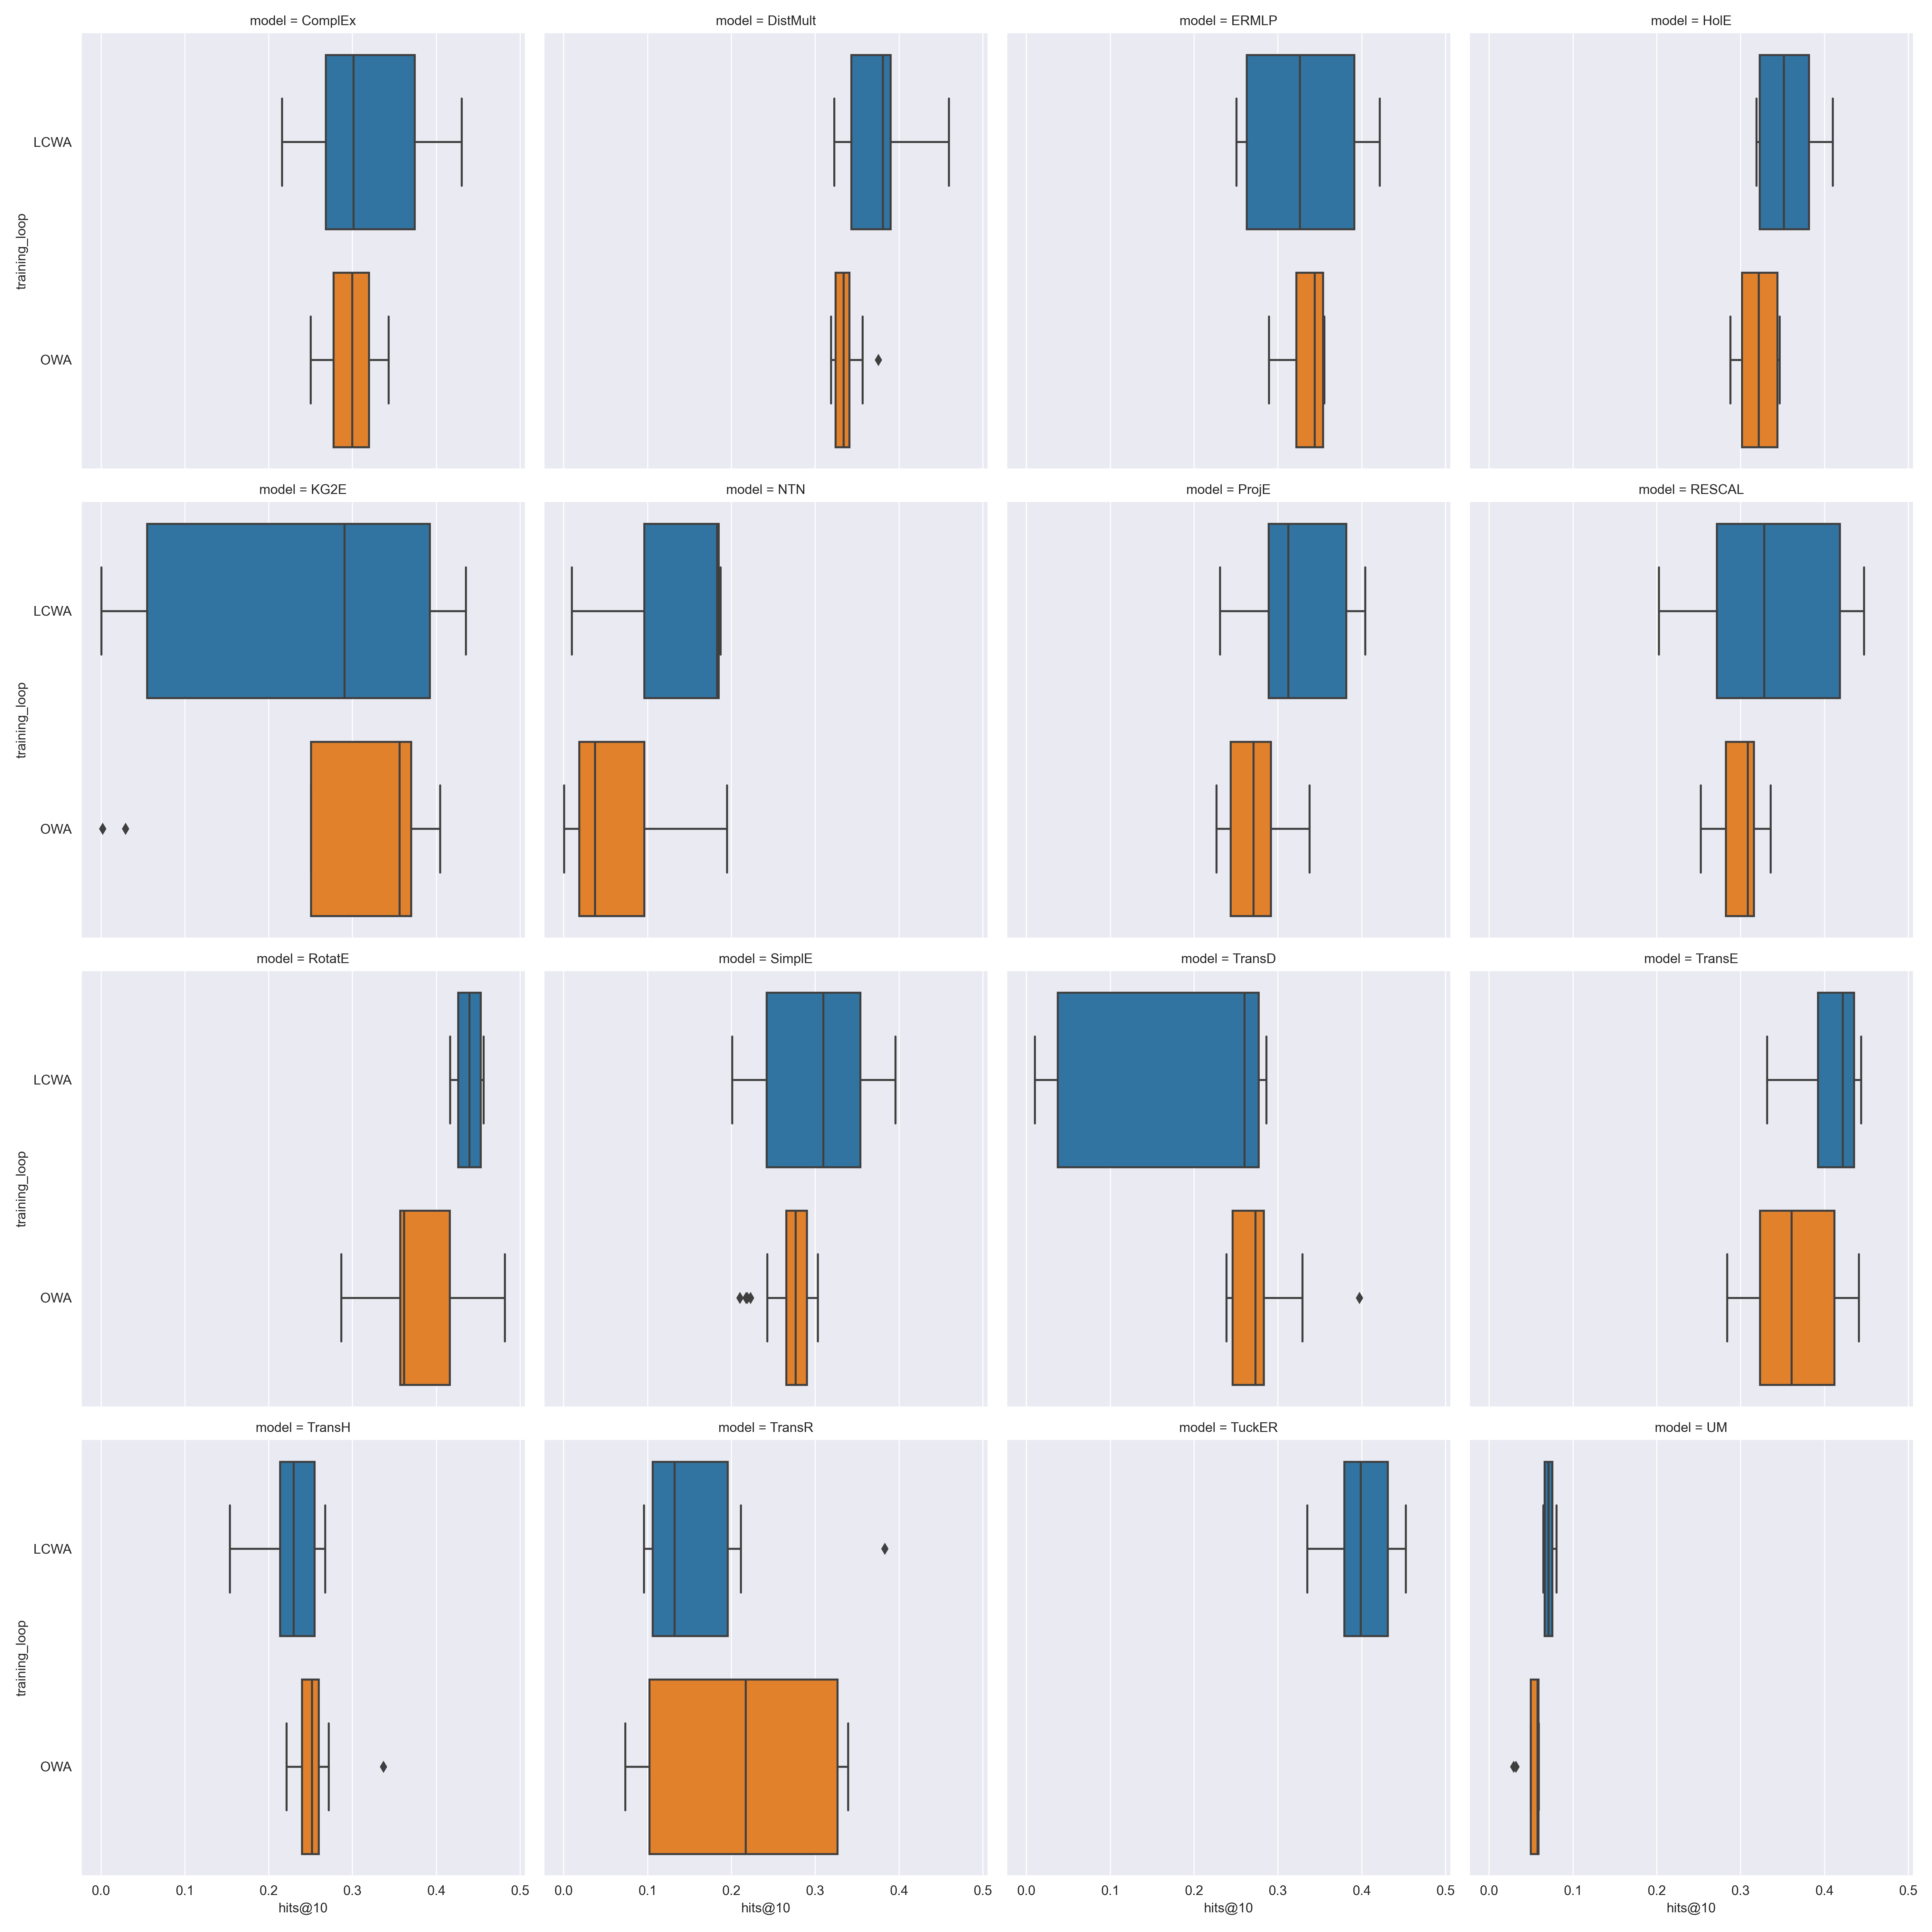 model = ComplEx
model = DistMult
model = ERMLP
model = HolE
training_loop
LCWA
OWA
model = KG2E
model = NTN
model = ProjE
model = RESCAL
training_loop
LCWA
OWA
model = RotatE
model = SimplE
model = TransD
model = TransE
training_loop
LCWA
OWA
model = TransH
model = TransR
model = TuckER
model = UM
training_loop
LCWA
OWA
0.0 0.1 0.2 0.3 0.4 0.5
0.0 0.1 0.2 0.3 0.4 0.5
0.0 0.1 0.2 0.3 0.4 0.5
0.0 0.1 0.2 0.3 0.4 0.5
hits@10
hits@10
hits@10
hits@10